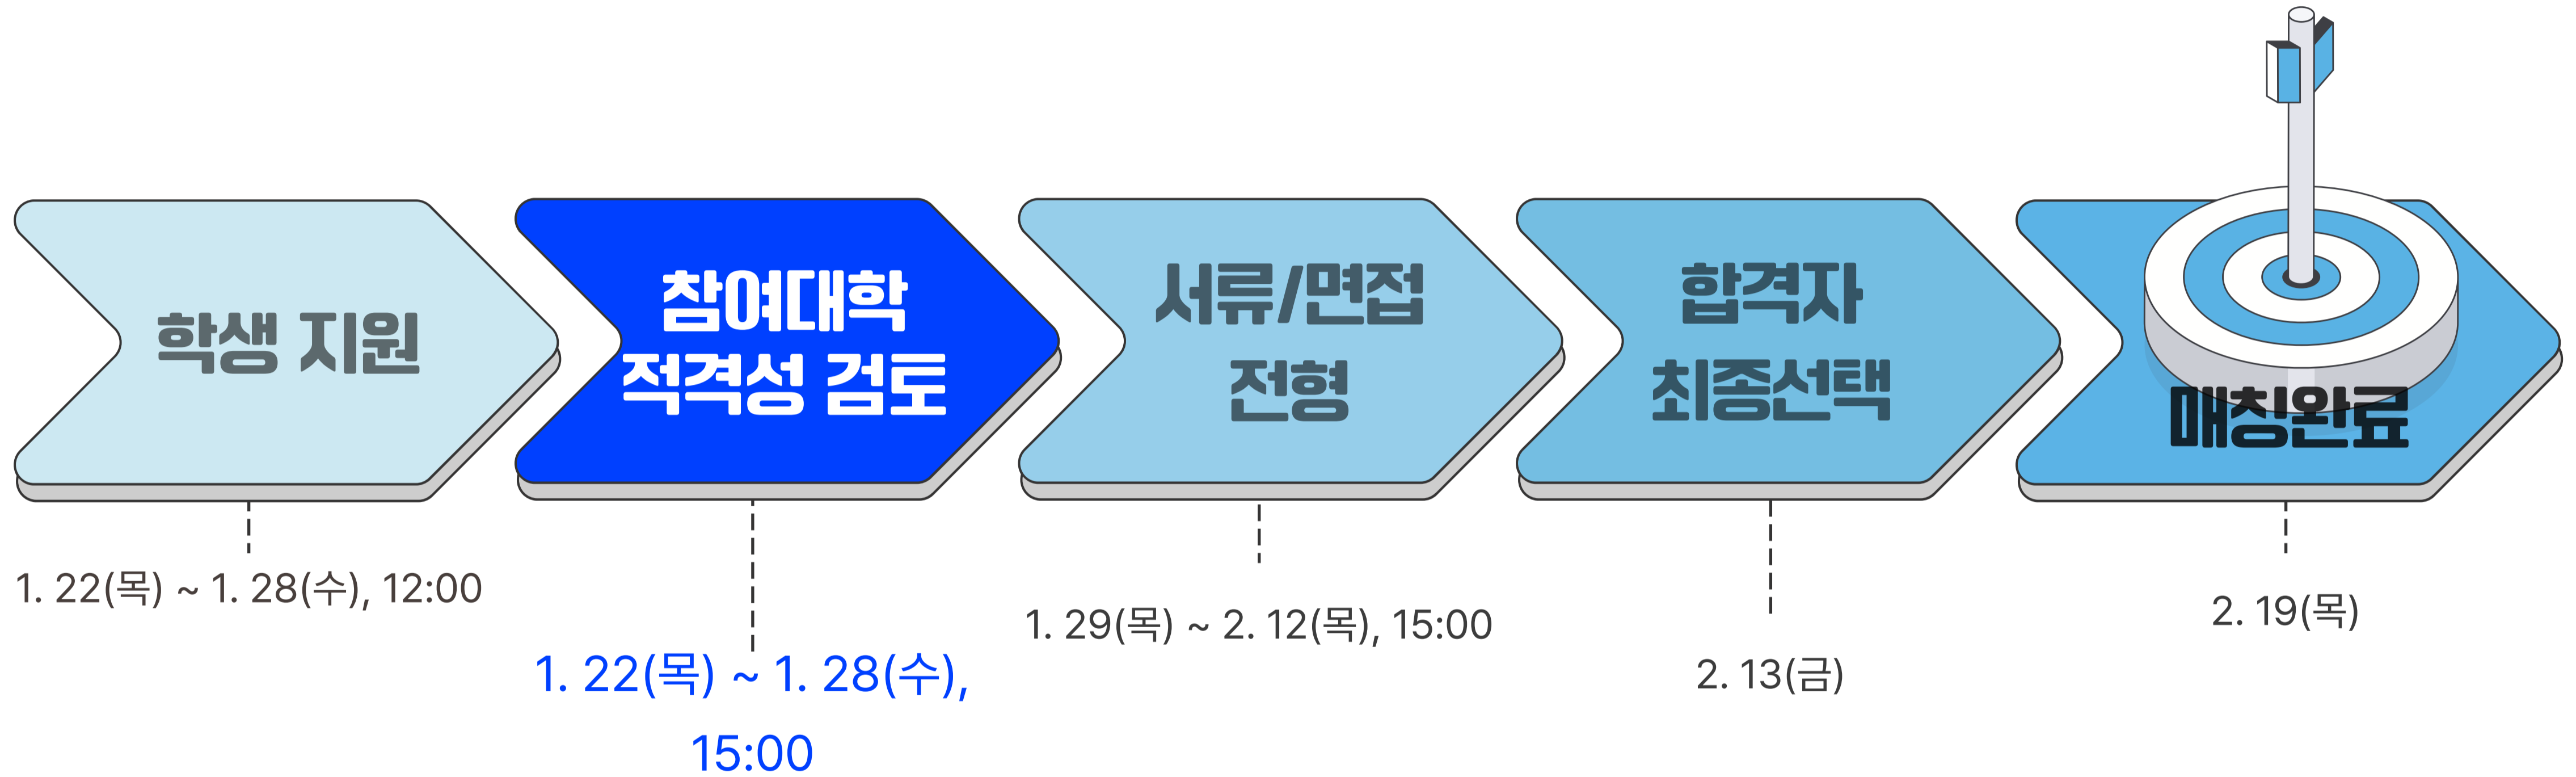 학생 지원
참여대학
적격성 검토
서류/면접
전형
합격자
최종선택
매칭완료
1. 22(목) ~ 1. 28(수), 12:00
1. 22(목) ~ 1. 28(수),
15:00
1. 29(목) ~ 2. 12(목), 15:00
2. 13(금)
2. 19(목)